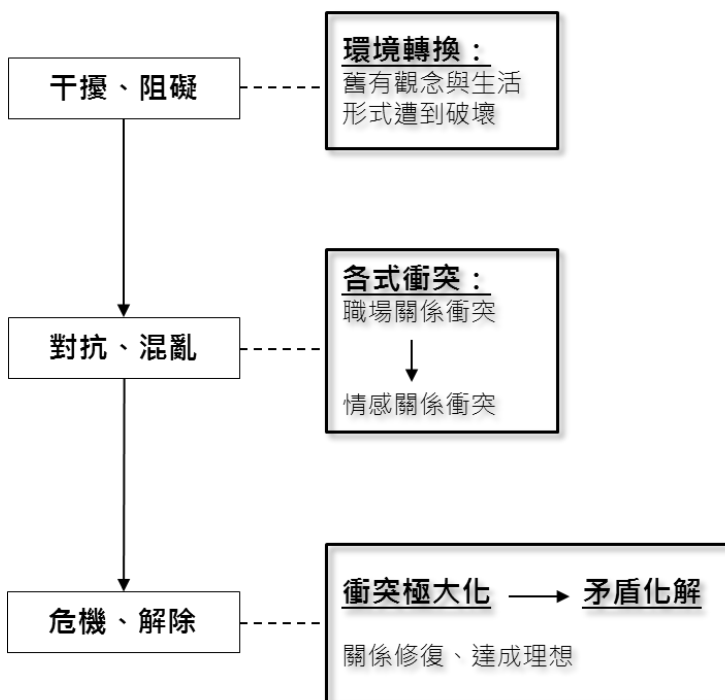 干擾、阻礙
環境轉換：
舊有觀念與生活
形式遭到破壞
對抗、混亂
各式衝突：
職場關係衝突
情感關係衝突
危機、解除
衝突極大化
矛盾化解
關係修復、達成理想